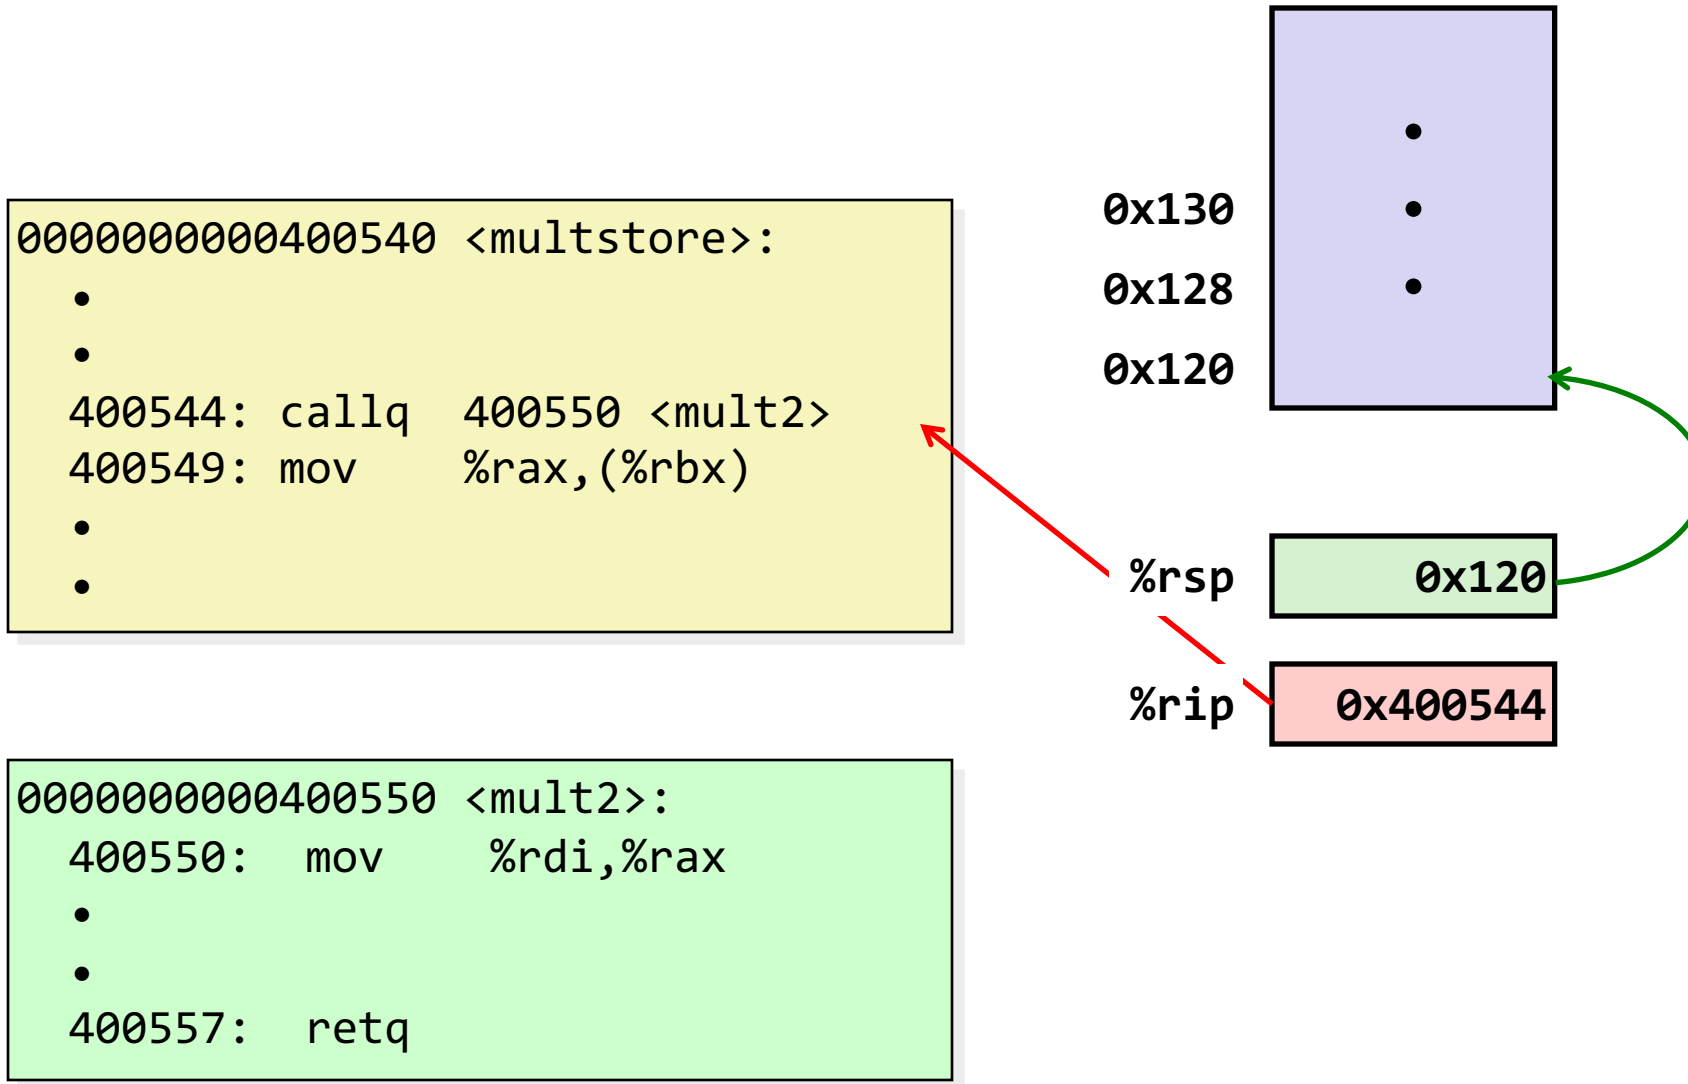 0000000000400540 <multstore>:
•
•
400544: callq 400550 <mult2>
400549: mov %rax,(%rbx)
•
•
0000000000400550 <mult2>:
400550: mov %rdi,%rax
•
•
400557: retq
•
0x130 •
0x128 •
0x120
%rsp 0x120
%rip 0x400544